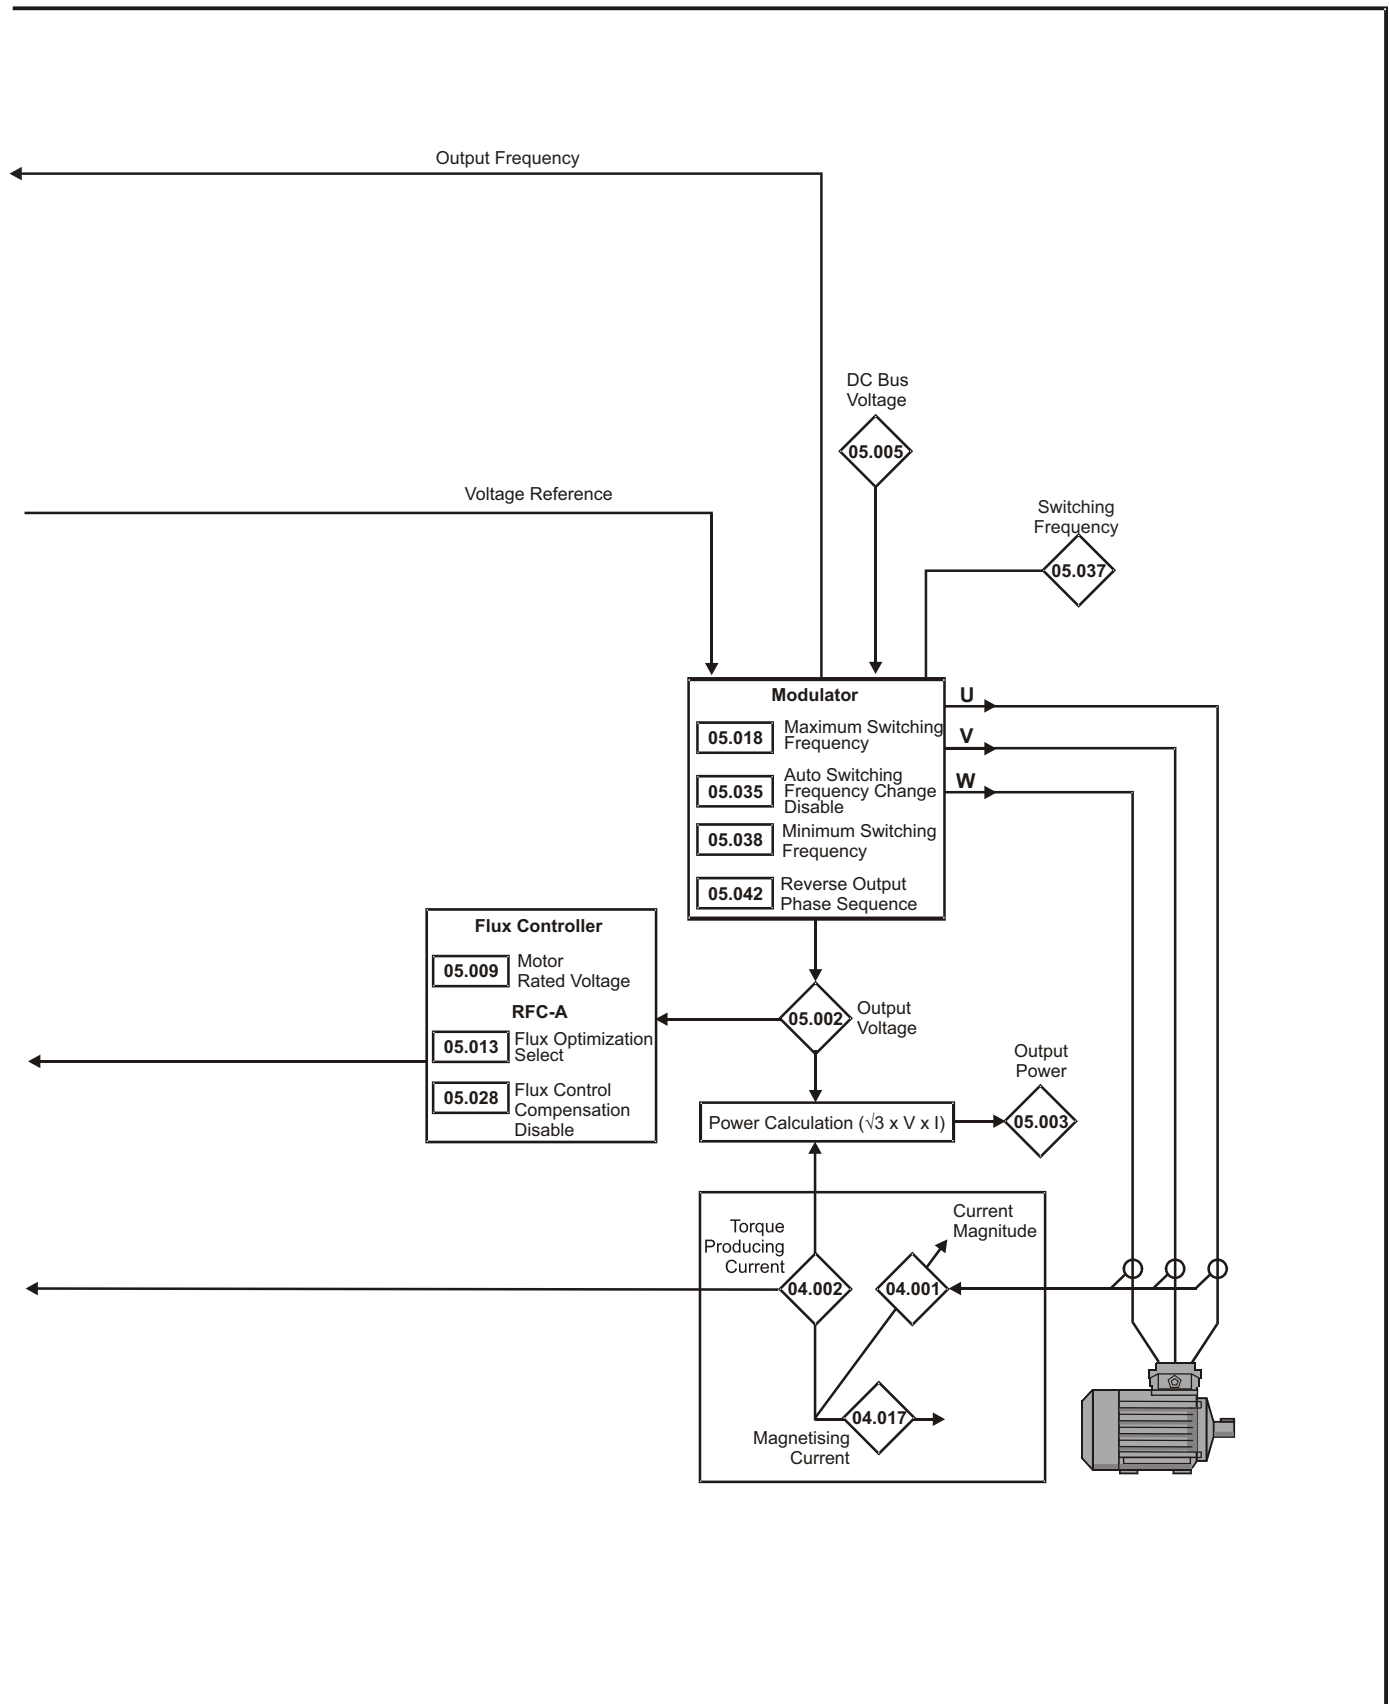 Output Frequency
DC Bus
Voltage
05.005
Voltage Reference
Switching
Frequency
05.037
Modulator
05.018
Maximum Switching
Frequency
05.035
Auto Switching
Frequency Change
Disable
05.038
Minimum Switching
Frequency
05.042
Reverse Output
Phase Sequence
U
V
W
Flux Controller
05.009
Motor
Rated Voltage
RFC-A
05.013
Flux Optimization
Select
05.028
Flux Control
Compensation
Disable
05.002
Output
Voltage
Power Calculation (√3 x V x I)
Output
Power
05.003
Torque
Producing
Current
04.002
Current
Magnitude
04.001
04.017
Magnetising
Current